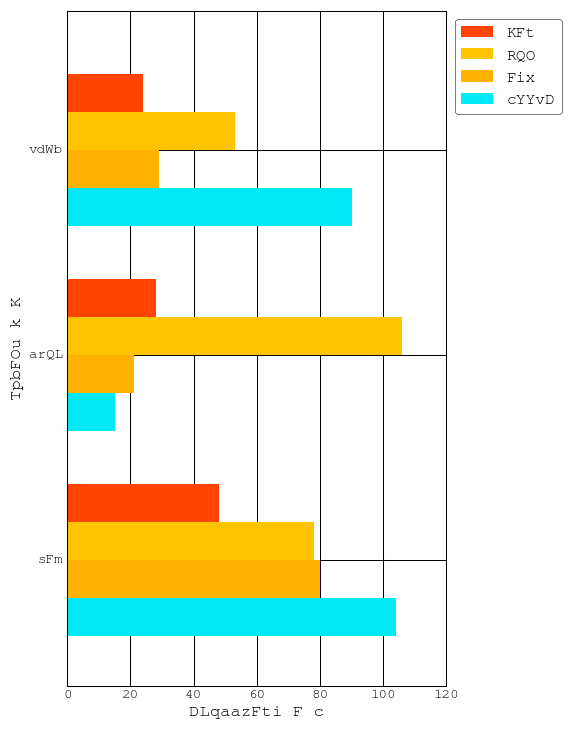 KFt
RQO
Fix
cYYvD
vdWb
arQL
sFm
TpbFOu k K
0 20 40 60 80 100 120
DLqaazFti F c